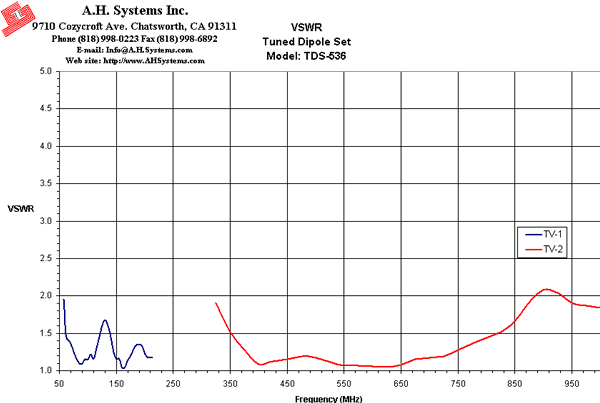 A.H. Systems Inc.
9710 Cozycroft Ave. Chatsworth, CA 91311
Phone (818) 998-0223 Fax (818) 998-6892
E-mail: Info@A.H.Systems.com
Web site: http://www.AHSystems.com
VSWR
Tuned Dipole Set
Model: TDS-536
5.0
4.5
4.0
3.5
3.0
VSWR
2.5
TV-1
TV-2
2.0
1.5
1.0
50 150 250 350 450 550 650 750 850 950
Frequency (MHz)